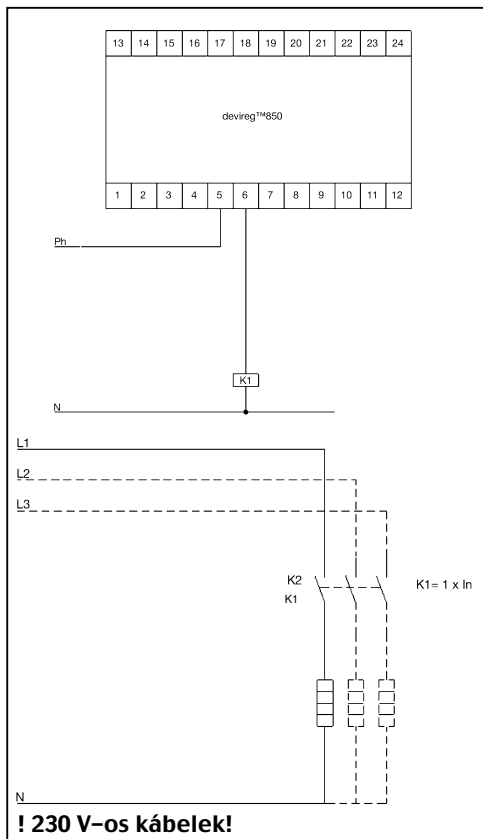 13 14 15 16 17 18 19 20 21 22 23 24
devireg™850
1 2 3 4 5 6 7 8 9 10 11 12
Ph
K1
N
L1
L2
L3
K2
K1
K1= 1 x In
N
! 230 V–os kábelek!